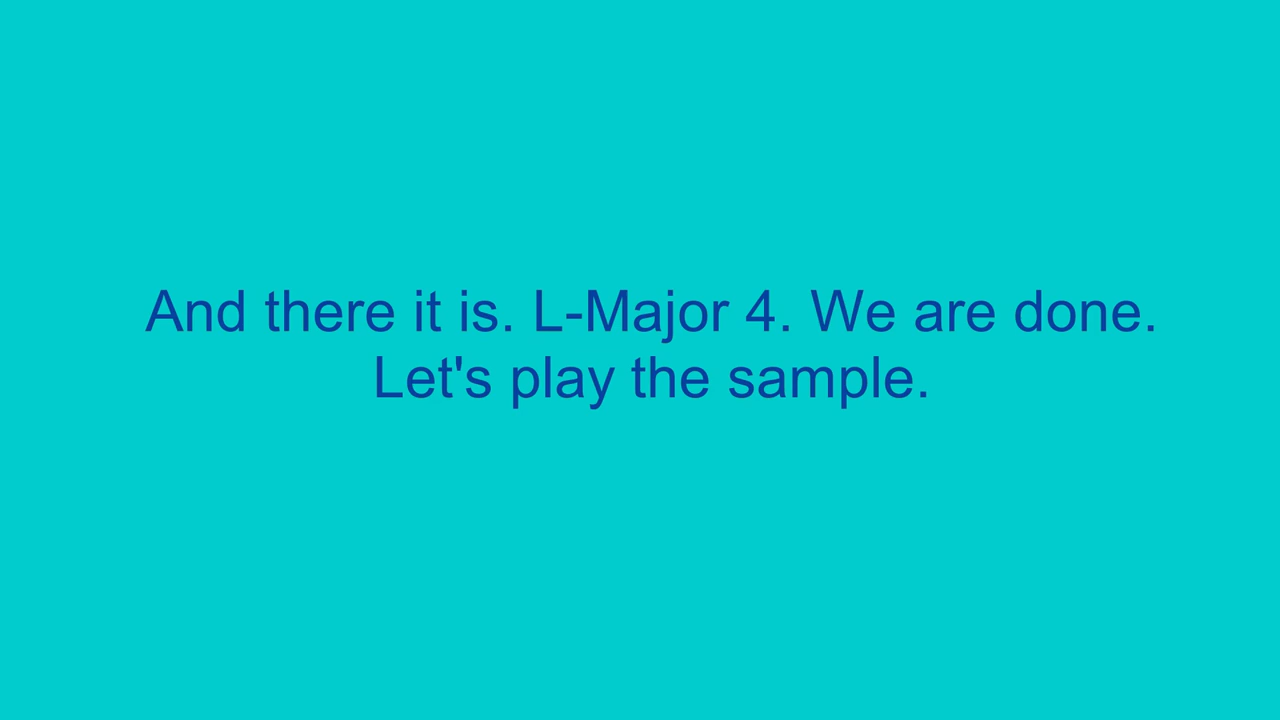 And there it is. L-Major 4. We are done.
Let's play the sample.